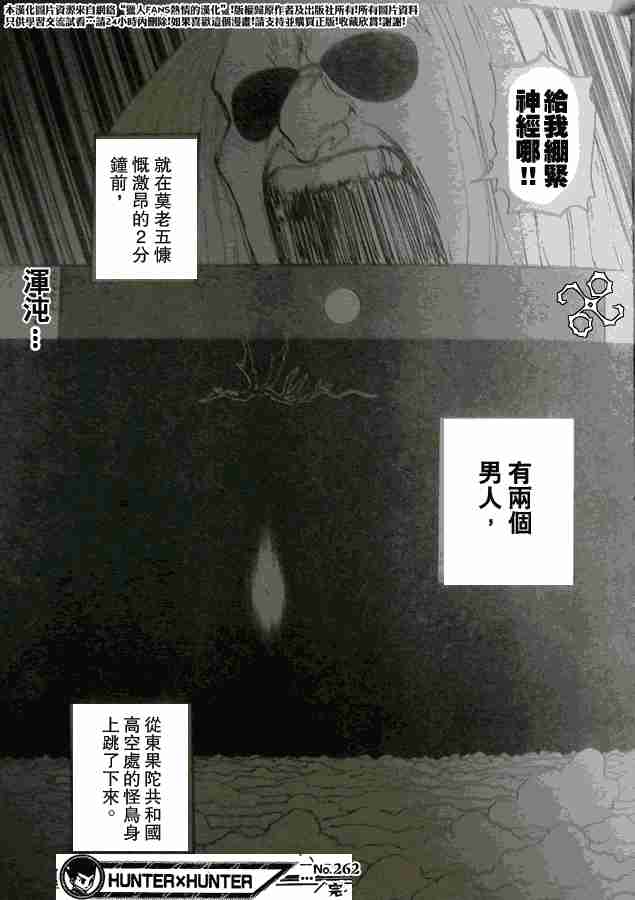 本漢化圖片資源來自網絡“獵人FANS熱情的漢化”!版權歸原作者及出版社所有!所有圖片資料
只供學習交流試看…請24小時內刪除!如果喜歡這個漫畫!請支持並購買正版!收藏欣賞!謝謝!
給我繃緊
神經哪!!
就在莫老五慷
慨激昂的2分
鐘前，
渾沌…
有兩個
男人，
從東果陀共和國
高空處的怪鳥身
上跳了下來。
HUNTER×HUNTER
…No.262
完